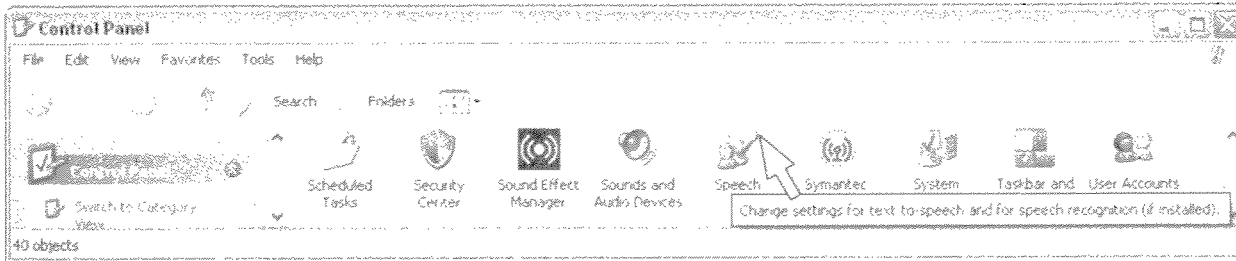 Control Panel
File Edit View Favorites Tools Help
Search Folders
Control Panel
Switch to Category
View
Scheduled Tasks
Security Center
Sound Effect Manager
Sounds and Audio Devices
Speech
Symantec
System
Taskbar and
User Accounts
Change settings for text-to-speech and for speech recognition (if installed).
40 objects